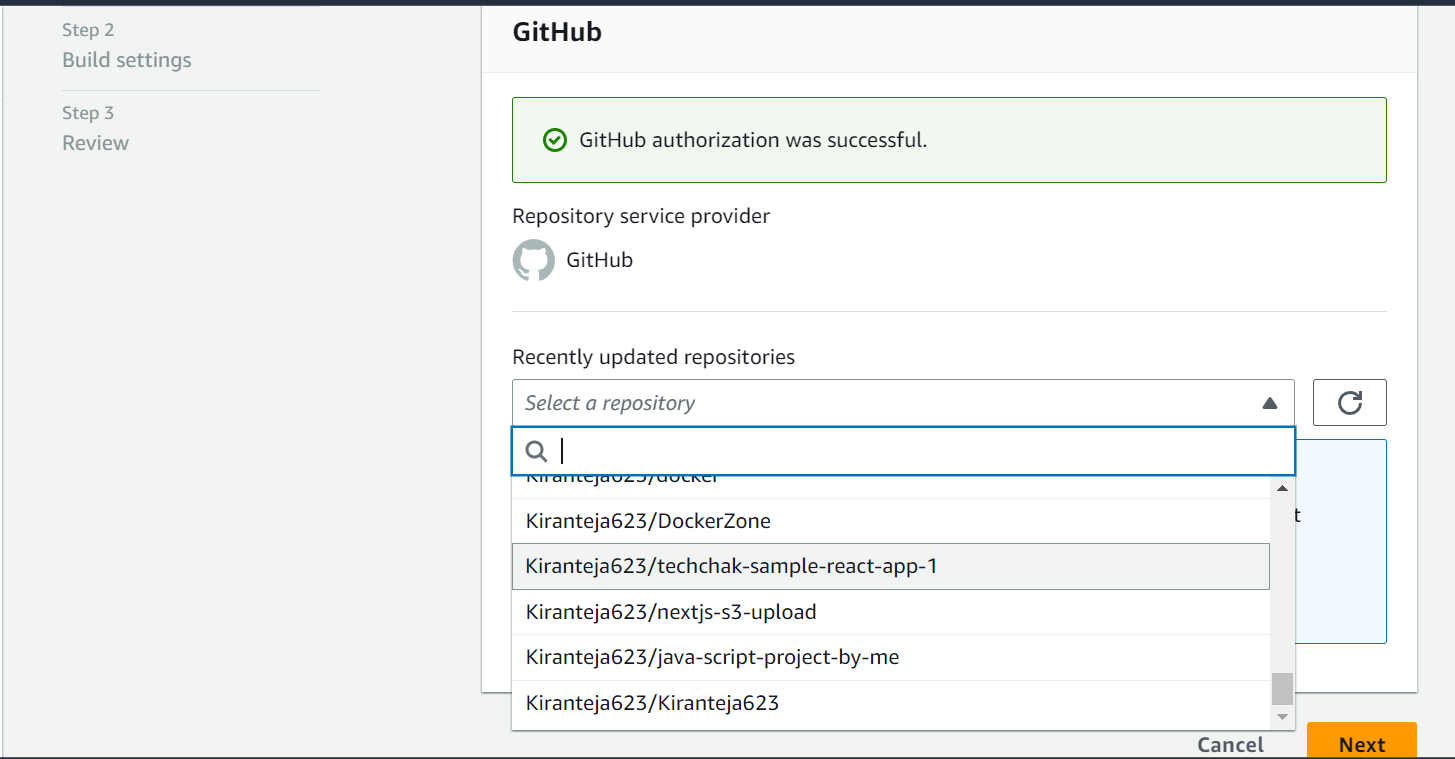 Step 2
Build settings
Step 3
Review
GitHub
GitHub authorization was successful.
Repository service provider
GitHub
Recently updated repositories
Select a repository
Kiranteja623/docker
Kiranteja623/DockerZone
t
Kiranteja623/techchak-sample-react-app-1
Kiranteja623/nextjs-s3-upload
Kiranteja623/java-script-project-by-me
Kiranteja623/Kiranteja623
Cancel
Next